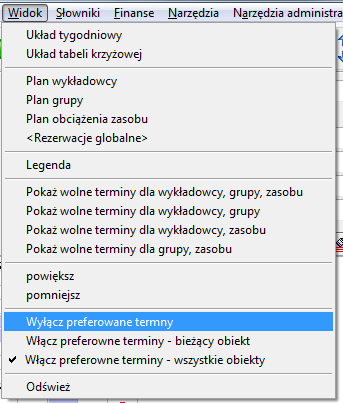 Widok Słowniki Finanse Narzędzia Narzędzia administra
Układ tygodniowy
Układ tabeli krzyżowej
Plan wykładowcy
Plan grupy
Plan obciążenia zasobu
<Rezerwacje globalne>
Legenda
Pokaż wolne terminy dla wykładowcy, grupy, zasobu
Pokaż wolne terminy dla wykładowcy, grupy
Pokaż wolne terminy dla wykładowcy, zasobu
Pokaż wolne terminy dla grupy, zasobu
powiększ
pomniejsz
Wyłącz preferowane termny
Włącz preferowne terminy - bieżący obiekt
Włącz preferowne terminy - wszystkie obiekty
Odśwież